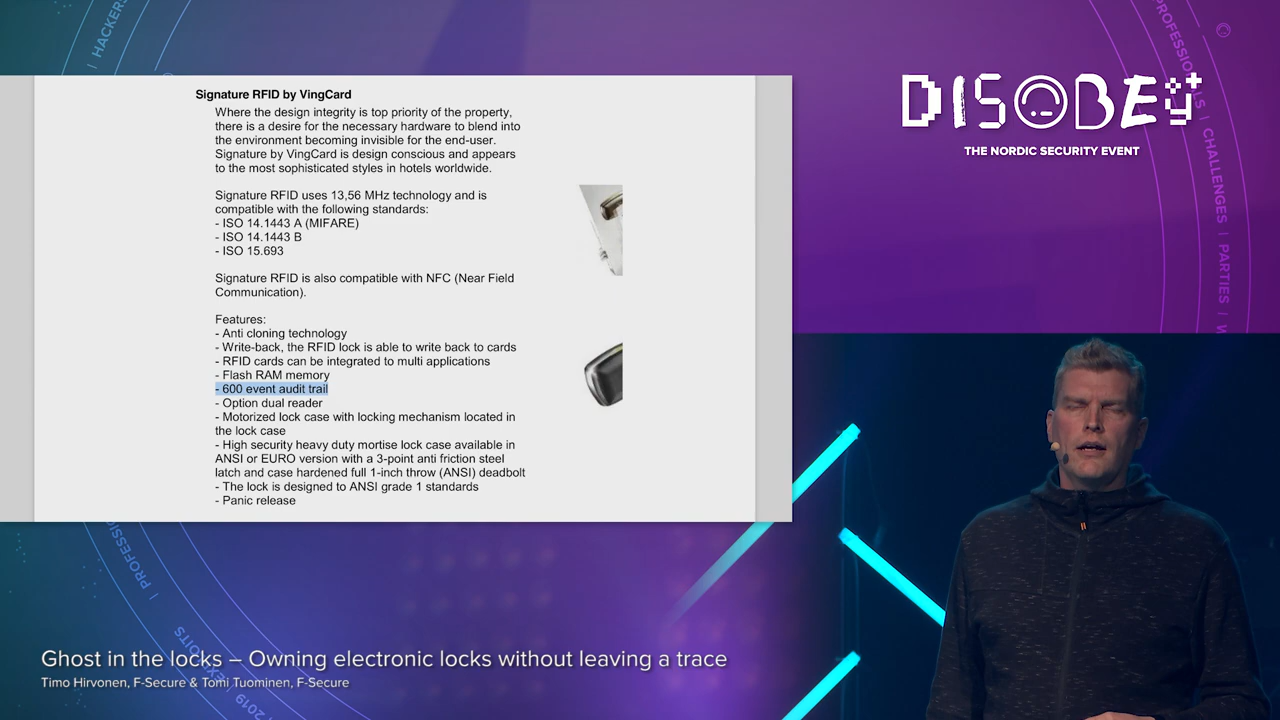 Signature RFID by VingCard
Where the design integrity is top priority of the property,
there is a desire for the necessary hardware to blend into
the environment becoming invisible for the end-user.
Signature by VingCard is design conscious and appears
to the most sophisticated styles in hotels worldwide.
Signature RFID uses 13,56 MHz technology and is
compatible with the following standards:
- ISO 14.1443 A (MIFARE)
- ISO 14.1443 B
- ISO 15.693
Signature RFID is also compatible with NFC (Near Field
Communication).
Features:
- Anti cloning technology
- Write-back, the RFID lock is able to write back to cards
- RFID cards can be integrated to multi applications
- Flash RAM memory
- 600 event audit trail
- Option dual reader
- Motorized lock case with locking mechanism located in
the lock case
- High security heavy duty mortise lock case available in
ANSI or EURO version with a 3-point anti friction steel
latch and case hardened full 1-inch throw (ANSI) deadbolt
- The lock is designed to ANSI grade 1 standards
- Panic release
DISOBEY
THE NORDIC SECURITY EVENT
| HACKERS
PROFESSIONALS | CHALLENGES | PARTIES |
PROFESSI
|
2019
Ghost in the locks – Owning electronic locks without leaving a trace
Timo Hirvonen, F-Secure & Tomi Tuominen, F-Secure